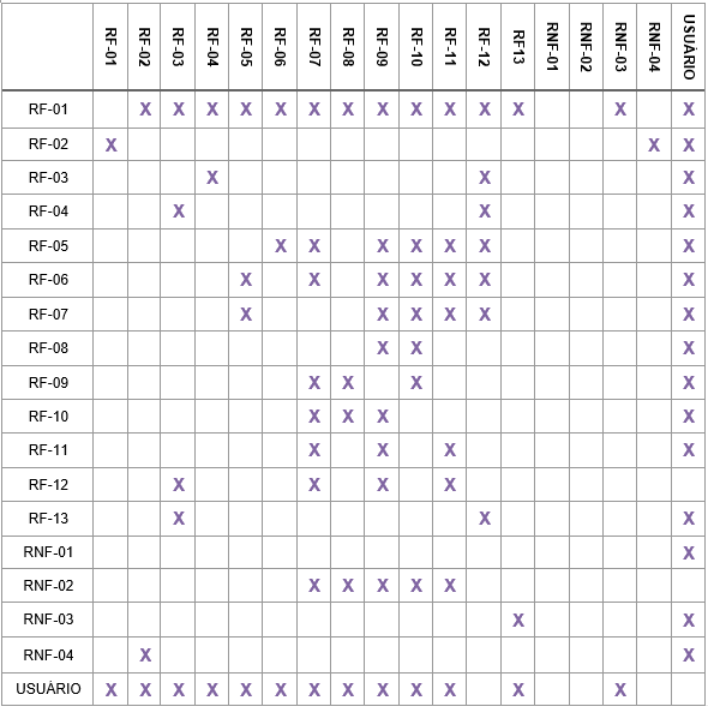 RF-01 RF-02 RF-03 RF-04 RF-05 RF-06 RF-07 RF-08 RF-09 RF-10 RF-11 RF-12 RF13 RNF-01 RNF-02 RNF-03 RNF-04 USUÀRIO
RF-01 X X X X X X X X X X X X X X
RF-02 X X X
RF-03 X X X
RF-04 X X X
RF-05 X X X X X X X
RF-06 X X X X X X X
RF-07 X X X X X X
RF-08 X X X
RF-09 X X X X
RF-10 X X X X
RF-11 X X X X
RF-12 X X X X
RF-13 X X X
RNF-01 X
RNF-02 X X X X X
RNF-03 X X
RNF-04 X X
USUÀRIO X X X X X X X X X X X X X